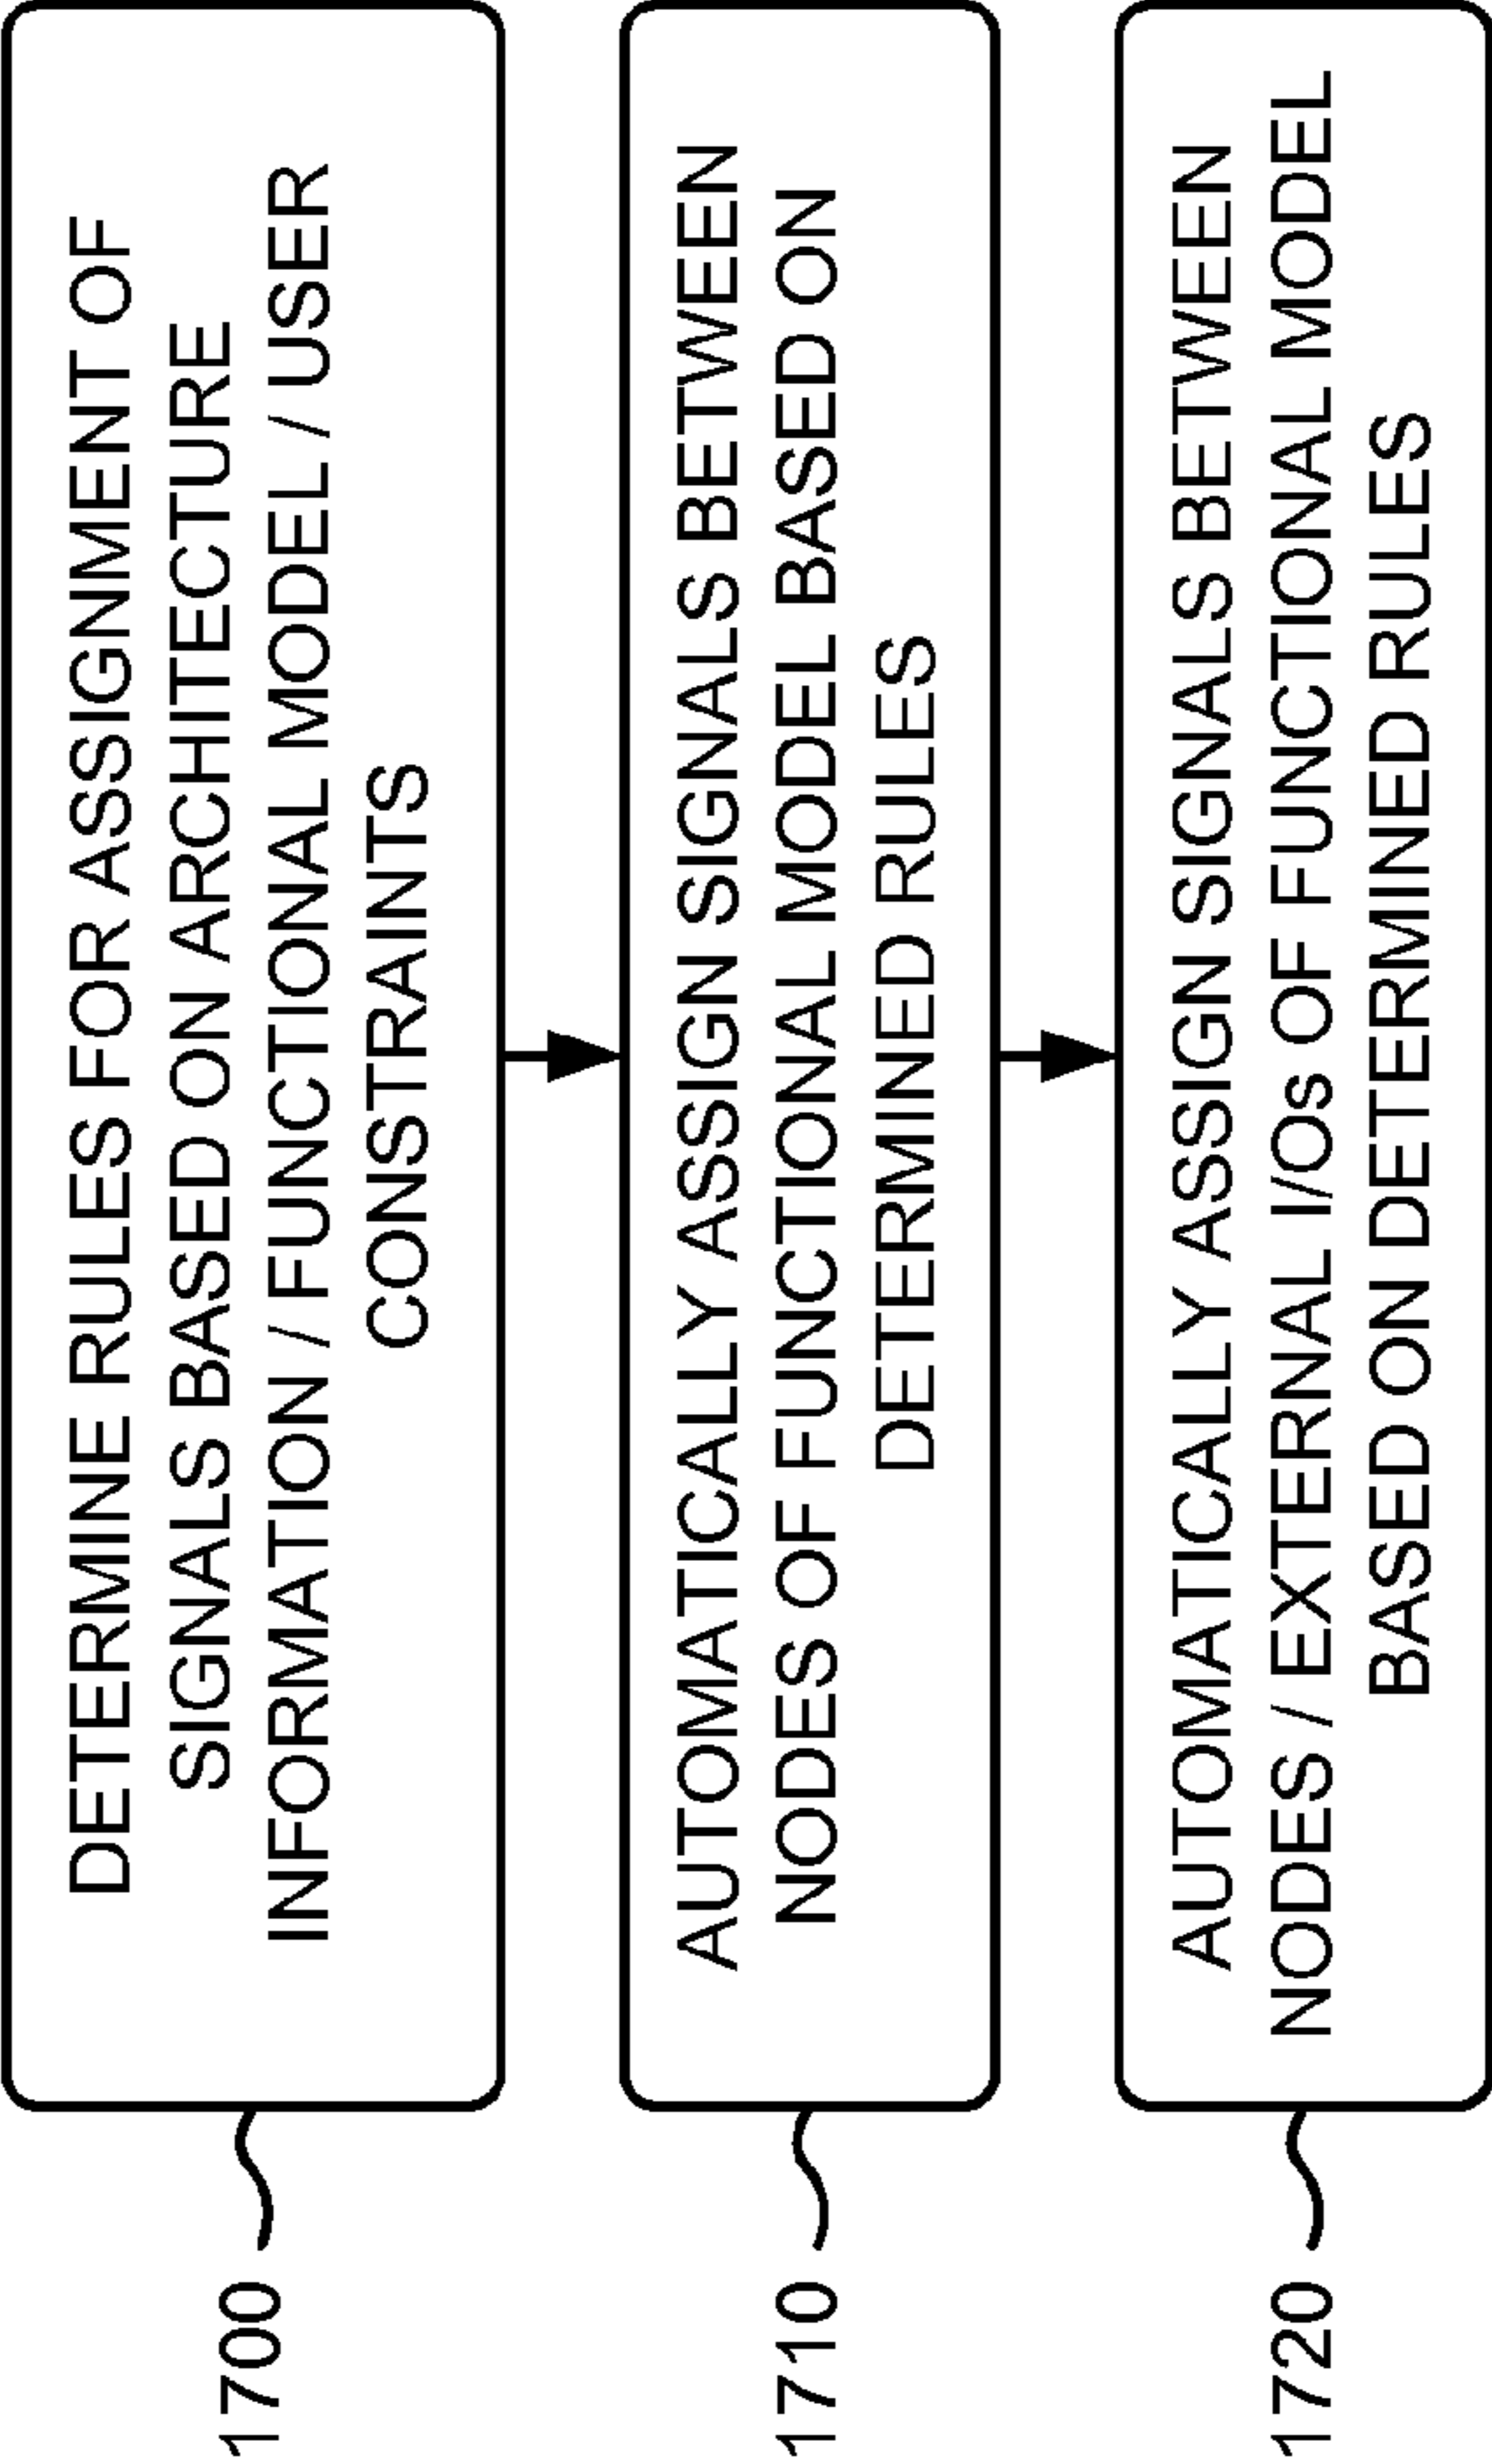 1700
DETERMINE RULES FOR ASSIGNMENT OF
SIGNALS BASED ON ARCHITECTURE
INFORMATION / FUNCTIONAL MODEL / USER
CONSTRAINTS
1710
AUTOMATICALLY ASSIGN SIGNALS BETWEEN
NODES OF FUNCTIONAL MODEL BASED ON
DETERMINED RULES
1720
AUTOMATICALLY ASSIGN SIGNALS BETWEEN
NODES / EXTERNAL I/Os OF FUNCTIONAL MODEL
BASED ON DETERMINED RULES